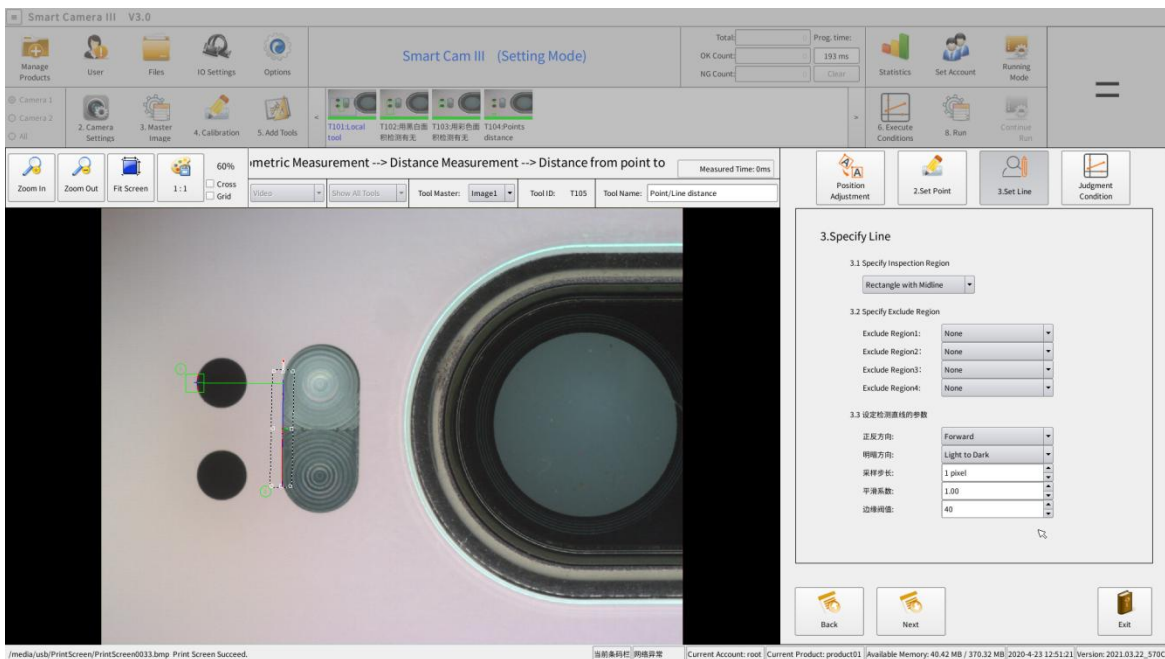 Smart Camera III V3.0
Manage Products
User
Files
IO Settings
Options
Smart Cam III (Setting Mode)
Total: 0
OK Count: 0
NG Count: 0
Prog. time:
193 ms
Clear
Statistics
Set Account
Running Mode
Camera 1
Camera 2
All
2. Camera Settings
3. Master Image
4. Calibration
5. Add Tools
<
T101:Local tool
T102:用黑白面积检测有无
T103:用彩色面积检测有无
T104:Points distance
>
6. Execute Conditions
8. Run
Continue Run
Zoom In
Zoom Out
Fit Screen
1:1
60%
Cross
Grid
ometric Measurement --> Distance Measurement --> Distance from point to
Measured Time: 0ms
Video
Show All Tools
Tool Master: Image1
Tool ID: T105
Tool Name: Point/Line distance
Position Adjustment
2.Set Point
3.Set Line
Judgment Condition
3.Specify Line
3.1 Specify Inspection Region
Rectangle with Midline
3.2 Specify Exclude Region
Exclude Region1: None
Exclude Region2: None
Exclude Region3: None
Exclude Region4: None
3.3 设定检测直线的参数
正反方向: Forward
明暗方向: Light to Dark
采样步长: 1 pixel
平滑系数: 1.00
边缘阀值: 40
Back
Next
Exit
/media/usb/PrintScreen/PrintScreen0033.bmp Print Screen Succeed.
当前条码栏 网络异常 Current Account: root Current Product: product01 Available Memory: 40.42 MB / 370.32 MB 2020-4-23 12:51:21 Version: 2021.03.22_570C